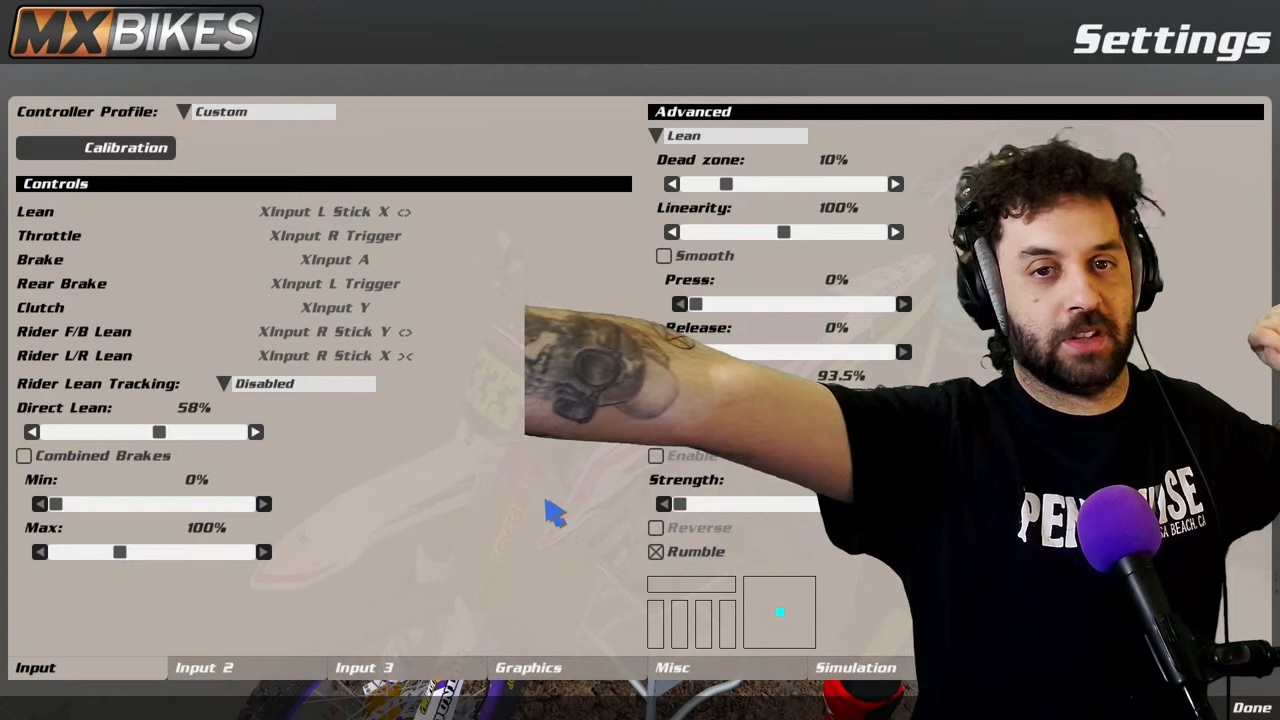 MXBIKES
Settings
Controller Profile:
Custom
Calibration
Controls
Lean
XInput L Stick X <>
Throttle
XInput R Trigger
Brake
XInput A
Rear Brake
XInput L Trigger
Clutch
XInput Y
Rider F/B Lean
XInput R Stick Y <>
Rider L/R Lean
XInput R Stick X ><
Rider Lean Tracking:
Disabled
Direct Lean:
58%
Combined Brakes
Min:
0%
Max:
100%
Advanced
Lean
Dead zone:
10%
Linearity:
100%
Smooth
Press:
0%
Release:
0%
93.5%
Enable
Strength:
Reverse
Rumble
Input
Input 2
Input 3
Graphics
Misc
Simulation
Done